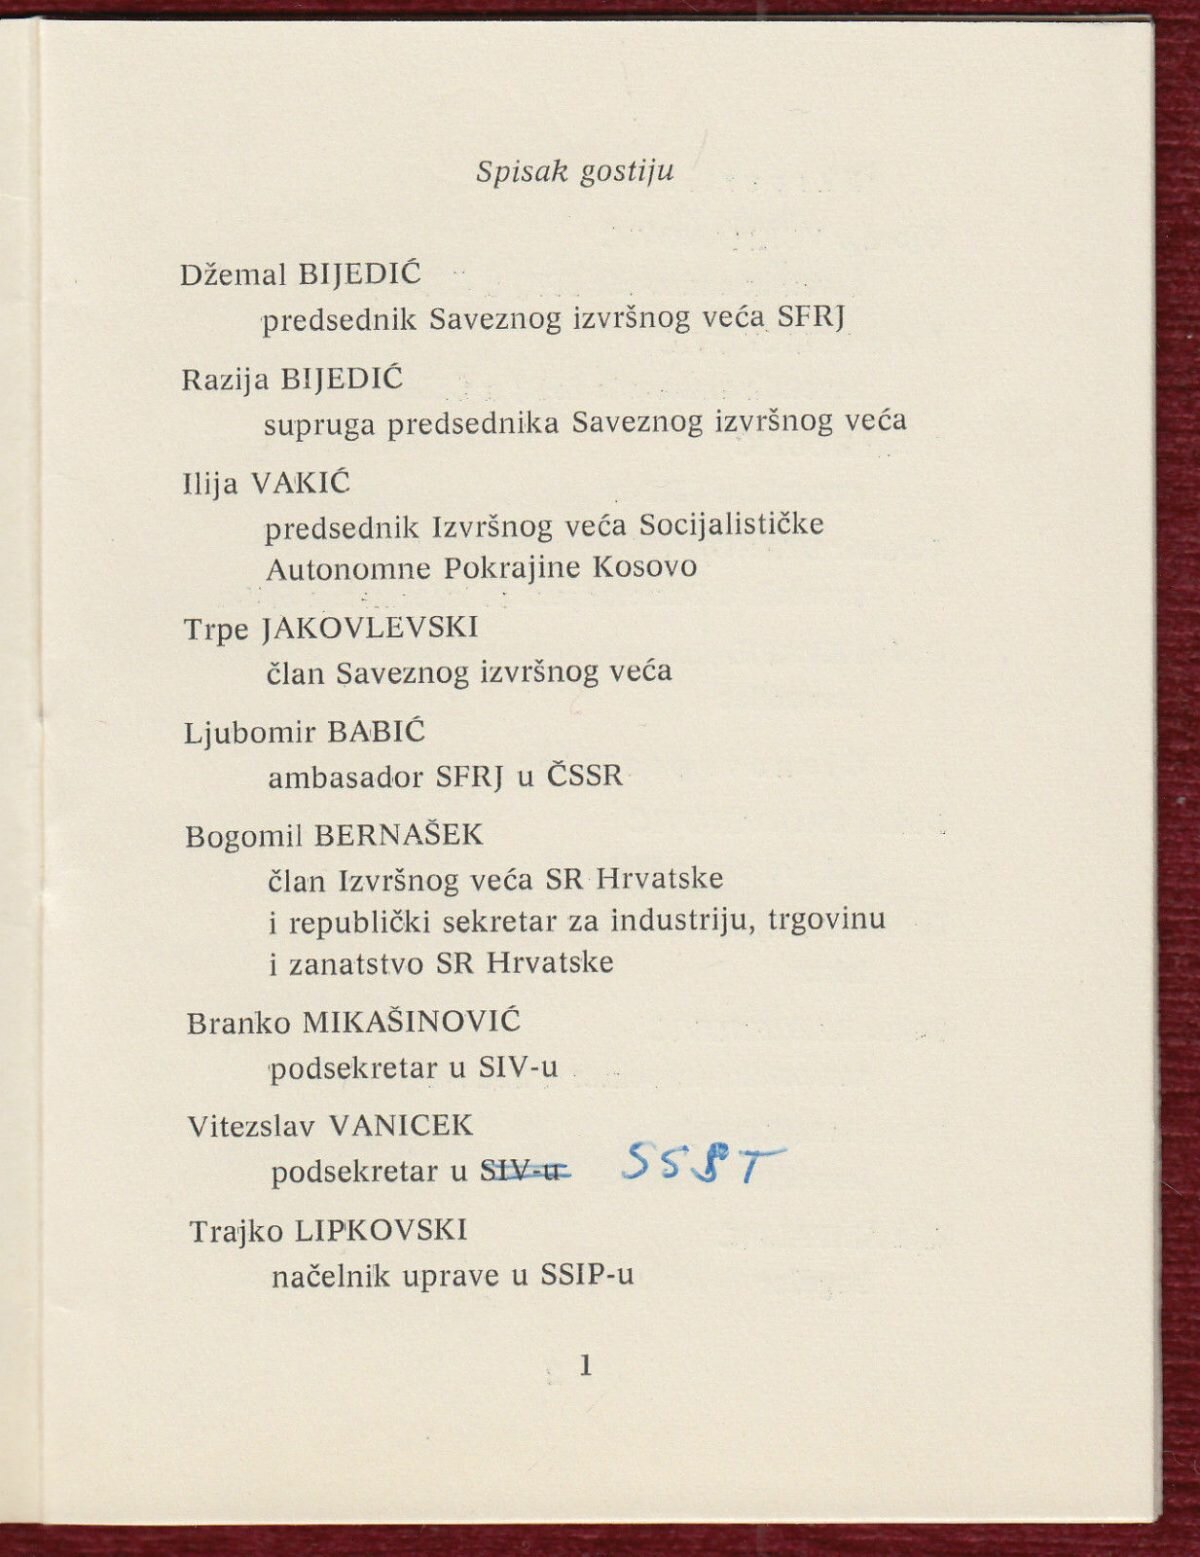 Spisak gostiju
Džemal BIJEDIĆ
predsednik Saveznog izvršnog veća SFRJ
Razija BIJEDIĆ
supruga predsednika Saveznog izvršnog veća
Ilija VAKIĆ
predsednik Izvršnog veća Socijalističke
Autonomne Pokrajine Kosovo
Trpe JAKOVLEVSKI
član Saveznog izvršnog veća
Ljubomir BABIĆ
ambasador SFRJ u ČSSR
Bogomil BERNAŠEK
član Izvršnog veća SR Hrvatske
i republički sekretar za industriju, trgovinu
i zanatstvo SR Hrvatske
Branko MIKAŠINOVIĆ
podsekretar u SIV-u
Vitezslav VANICEK
podsekretar u SIV-u
Trajko LIPKOVSKI
načelnik uprave u SSIP-u
1